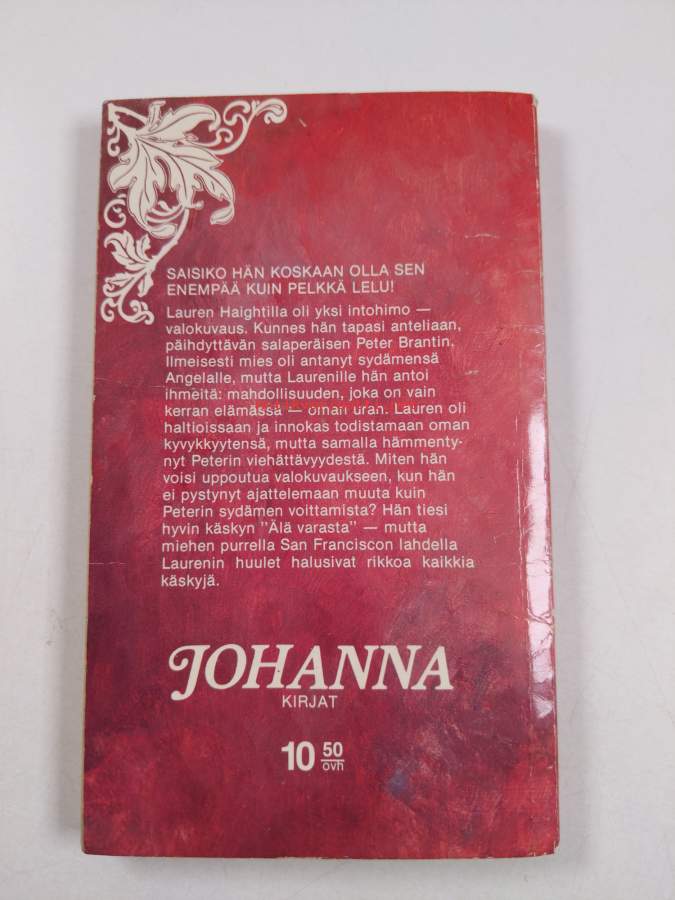 SAISIKO HÄN KOSKAAN OLLA SEN
ENEMPÄÄ KUIN PELKKÄ LELU!
Lauren Haightilla oli yksi intohimo —
valokuvaus. Kunnes hän tapasi anteliaan,
päihdyttävän salaperäisen Peter Brantin,
Ilmeisesti mies oli antanyt sydämensä
Angelalle, mutta Laurenille hän antoi
ihmeitä: mahdollisuuden, joka on vain
kerran elämässä — oman uran. Lauren oli
haltioissaan ja innokas todistamaan oman
kyvykkyytensä, mutta samalla hämmenty-
nyt Peterin viehättävyydestä. Miten hän
voisi uppoutua valokuvaukseen, kun hän
ei pystynyt ajattelemaan muuta kuin
Peterin sydämen voittamista? Hän tiesi
hyvin käskyn "Älä varasta" — mutta
miehen purrella San Franciscon lahdella
Laurenin huulet halusivat rikkoa kaikkia
käskyjä.
JOHANNA
KIRJAT
10 50
ovh